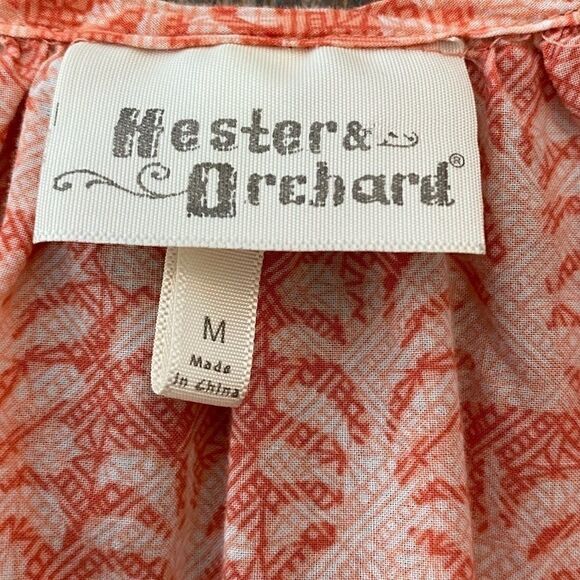 Hester &
Orchard®
M
Made
in China